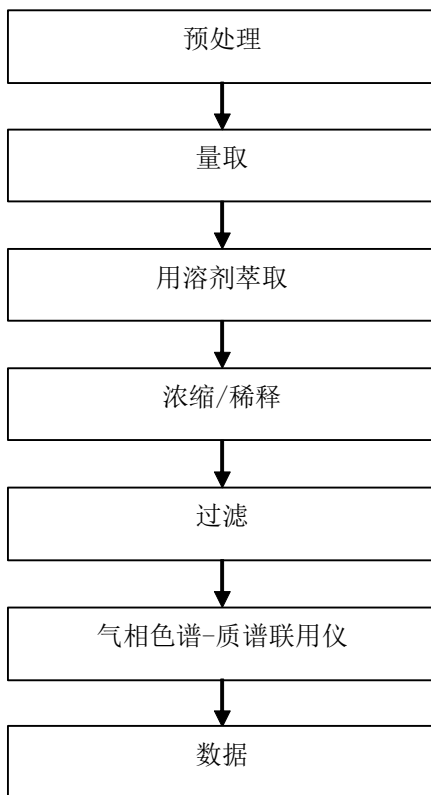 预处理
量取
用溶剂萃取
浓缩/稀释
过滤
气相色谱-质谱联用仪
数据